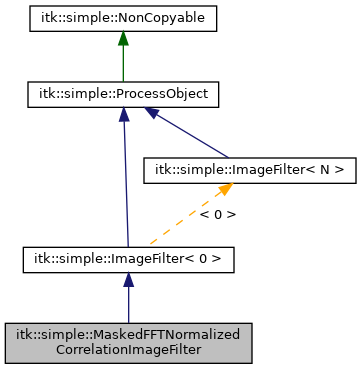 itk::simple::NonCopyable
itk::simple::ProcessObject
itk::simple::ImageFilter< N >
< 0 >
itk::simple::ImageFilter< 0 >
itk::simple::MaskedFFTNormalized
CorrelationImageFilter